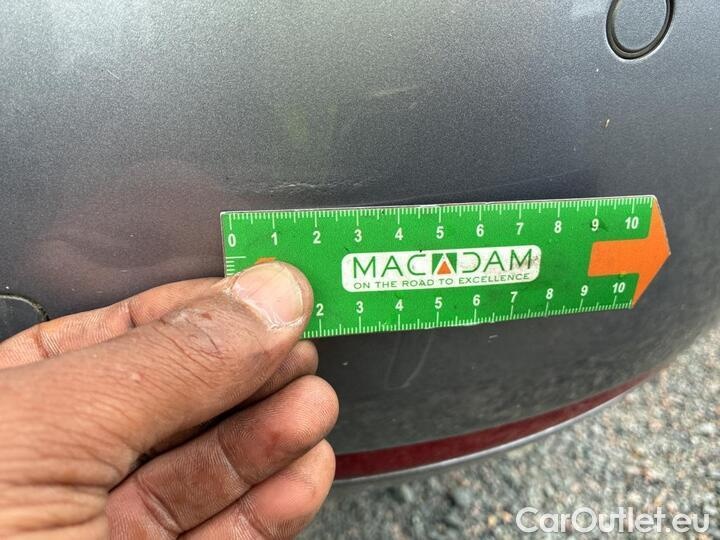 0 1 2 3 4 5 6 7 8 9 10
MACADAM
ON THE ROAD TO EXCELLENCE
2 3 4 5 6 7 8 9 10
CarOutlet.eu